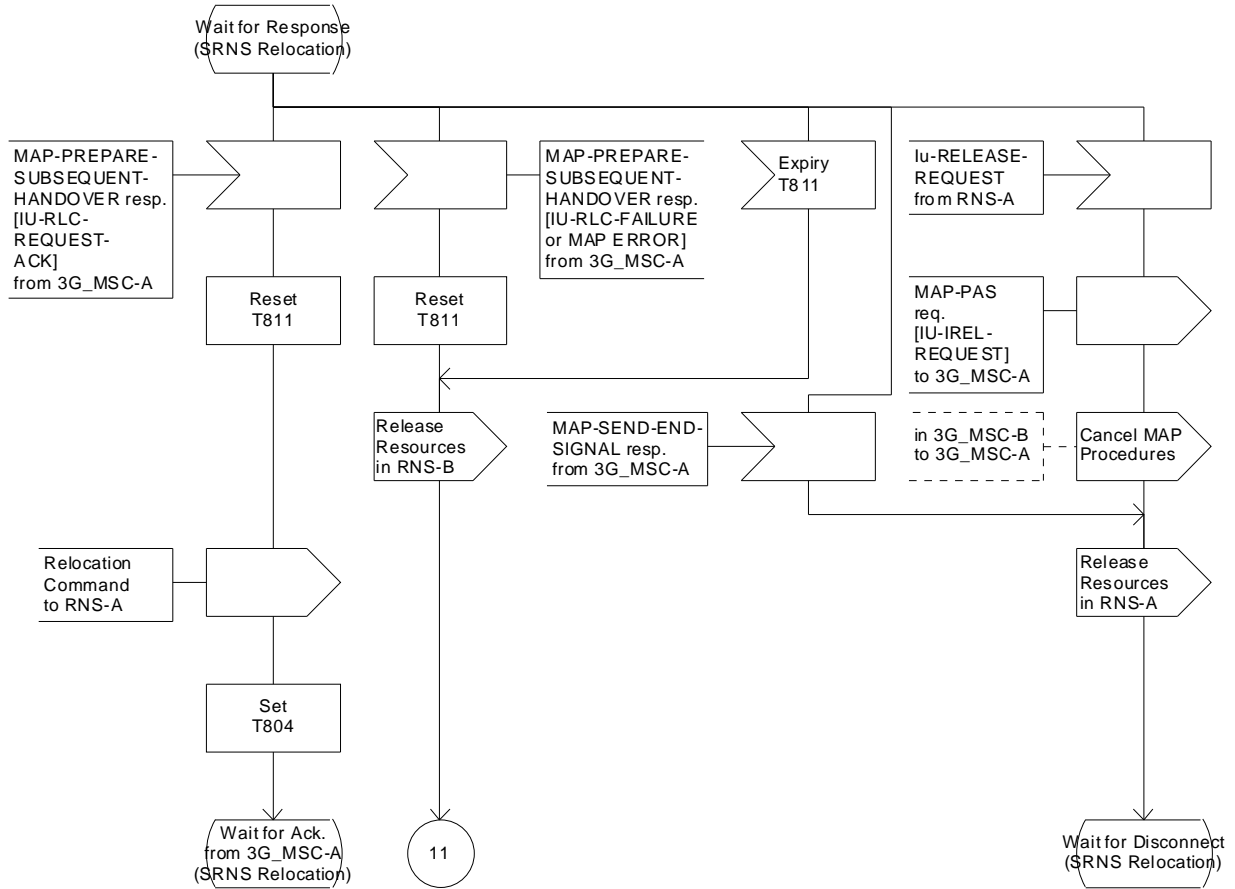 Wait for Response
(SRNS Relocation)
MAP-PREPARE-
SUBSEQUENT-
HANDOVER resp.
[IU-RLC-
REQUEST-
ACK]
from 3G_MSC-A
MAP-PREPARE-
SUBSEQUENT-
HANDOVER resp.
[IU-RLC-FAILURE
or MAP ERROR]
from 3G_MSC-A
Expiry
T811
Iu-RELEASE-
REQUEST
from RNS-A
Reset
T811
Reset
T811
MAP-PAS
req.
[IU-IREL-
REQUEST]
to 3G_MSC-A
Release
Resources
in RNS-B
MAP-SEND-END-
SIGNAL resp.
from 3G_MSC-A
in 3G_MSC-B
to 3G_MSC-A
Cancel MAP
Procedures
Relocation
Command
to RNS-A
Release
Resources
in RNS-A
Set
T804
Wait for Ack.
from 3G_MSC-A
(SRNS Relocation)
11
Wait for Disconnect
(SRNS Relocation)